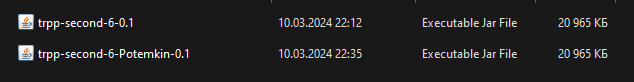 trpp-second-6-0.1 10.03.2024 22:12 Executable Jar File 20 965 КБ
trpp-second-6-Potemkin-0.1 10.03.2024 22:35 Executable Jar File 20 965 КБ